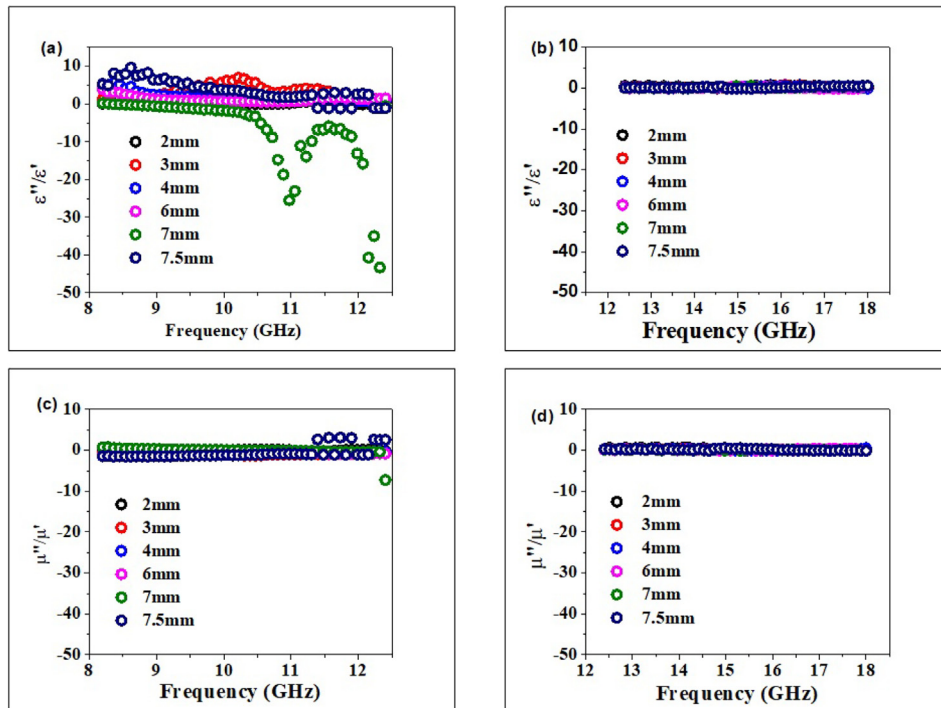 (a)
10
0
-10
-20
-30
-40
-50
ε''/ε'
2mm
3mm
4mm
6mm
7mm
7.5mm
8 9 10 11 12
Frequency (GHz)
(b)
10
0
-10
-20
-30
-40
-50
ε''/ε'
2mm
3mm
4mm
6mm
7mm
7.5mm
12 13 14 15 16 17 18
Frequency (GHz)
(c)
10
0
-10
-20
-30
-40
-50
μ''/μ'
2mm
3mm
4mm
6mm
7mm
7.5mm
8 9 10 11 12
Frequency (GHz)
(d)
10
0
-10
-20
-30
-40
-50
μ''/μ'
2mm
3mm
4mm
6mm
7mm
7.5mm
12 13 14 15 16 17 18
Frequency (GHz)